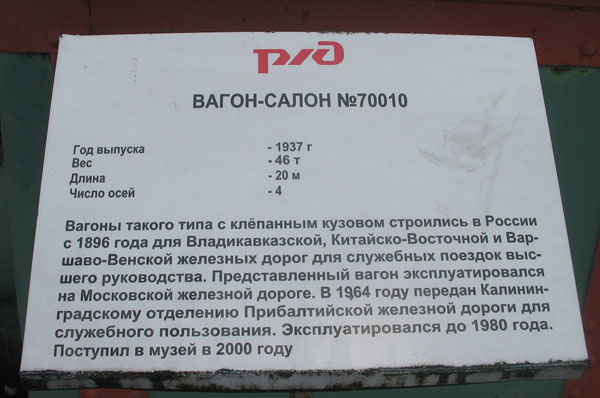 РЖД
ВАГОН-САЛОН №70010
Год выпуска - 1937 г
Вес - 46 т
Длина - 20 м
Число осей - 4
Вагоны такого типа с клёпанным кузовом строились в России
с 1896 года для Владикавказской, Китайско-Восточной и Вар-
шаво-Венской железных дорог для служебных поездок выс-
шего руководства. Представленный вагон эксплуатировался
на Московской железной дороге. В 1964 году передан Калинин-
градскому отделению Прибалтийской железной дороги для
служебного пользования. Эксплуатировался до 1980 года.
Поступил в музей в 2000 году